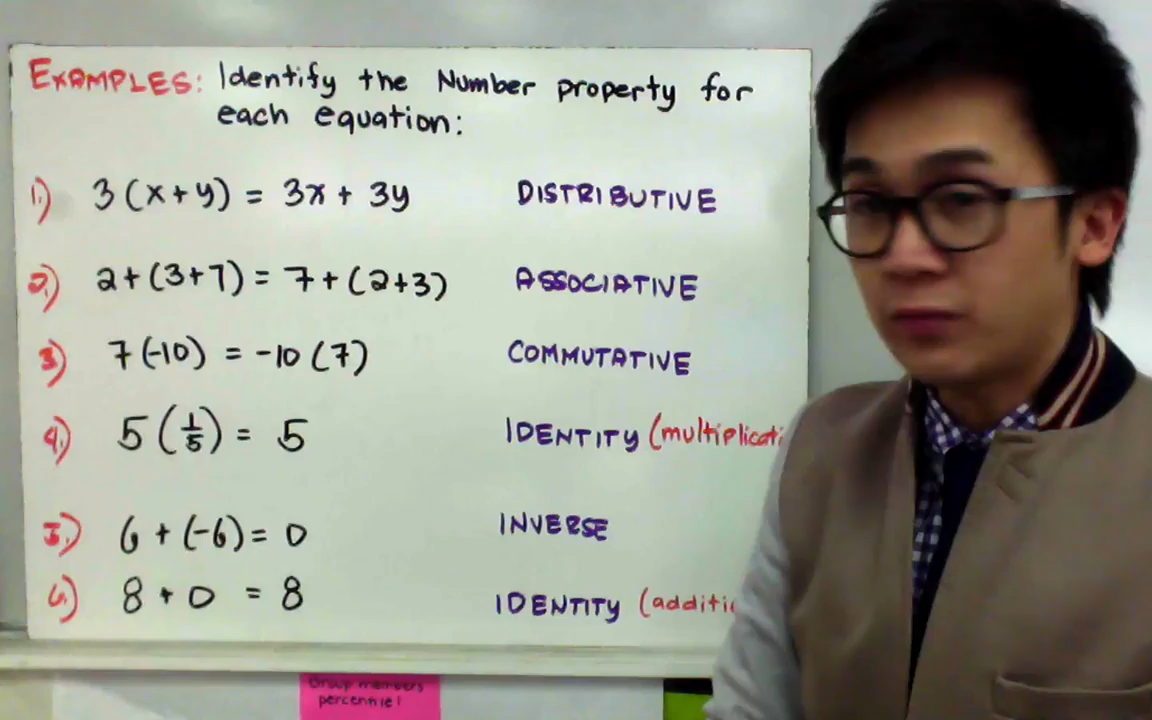 EXAMPLES: Identify the Number property for
each equation:
1.) 3(x+y) = 3x + 3y DISTRIBUTIVE
2.) 2+(3+7) = 7+(2+3) ASSOCIATIVE
3.) 7(-10) = -10(7) COMMUTATIVE
4.) 5(1/5) = 5 IDENTITY (multiplicati
5.) 6 + (-6) = 0 INVERSE
6.) 8 + 0 = 8 IDENTITY (additi
Group members